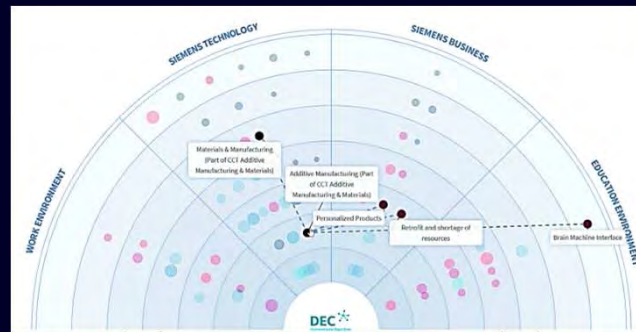 SIEMENS TECHNOLOGY
SIEMENS BUSINESS
WORK ENVIRONMENT
EDUCATION ENVIRONMENT
Materials & Manufacturing
(Part of CCT Additive
Manufacturing & Materials)
Additive Manufacturing (Part
of CCT Additive
Manufacturing & Materials)
Personalized Products
Retrofit and shortage of
resources
Brain Machine Interface
DEC